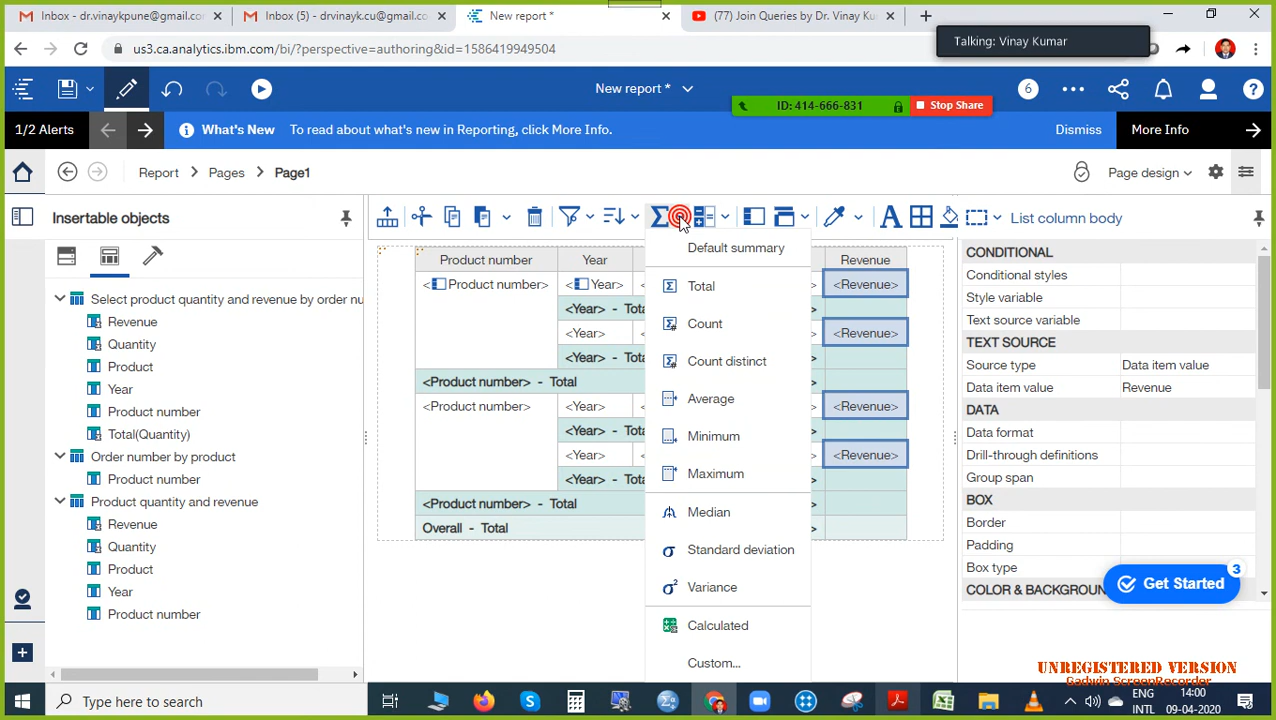 Inbox - drvinaykpune@gmail.com
Inbox (5) - drvinayk.cu@gmail.com
New report *
(77) Join Queries by Dr. Vinay Ku
us3.ca.analytics.ibm.com/bi/?perspective=authoring&id=1586419949504
Talking: Vinay Kumar
New report *
6
ID: 414-666-831
Stop Share
1/2 Alerts
What's New
To read about what's new in Reporting, click More Info.
Dismiss
More Info
Report
Pages
Page1
Page design
Insertable objects
List column body
Select product quantity and revenue by order nu
Revenue
Quantity
Product
Year
Product number
Total(Quantity)
Order number by product
Product number
Product quantity and revenue
Revenue
Quantity
Product
Year
Product number
Product number
Year
Revenue
<Product number>
<Year>
<Revenue>
<Year> - Total
<Year>
<Revenue>
<Year> - Total
<Product number> - Total
<Product number>
<Year>
<Revenue>
<Year> - Total
<Year>
<Revenue>
<Year> - Total
<Product number> - Total
Overall - Total
Default summary
Total
Count
Count distinct
Average
Minimum
Maximum
Median
Standard deviation
Variance
Calculated
Custom...
CONDITIONAL
Conditional styles
Style variable
Text source variable
TEXT SOURCE
Source type
Data item value
Data item value
Revenue
DATA
Data format
Drill-through definitions
Group span
BOX
Border
Padding
Box type
COLOR & BACKGROUN
Get Started
3
UNREGISTERED VERSION
Gadwin ScreenRecorder
Type here to search
ENG
INTL
14:00
09-04-2020